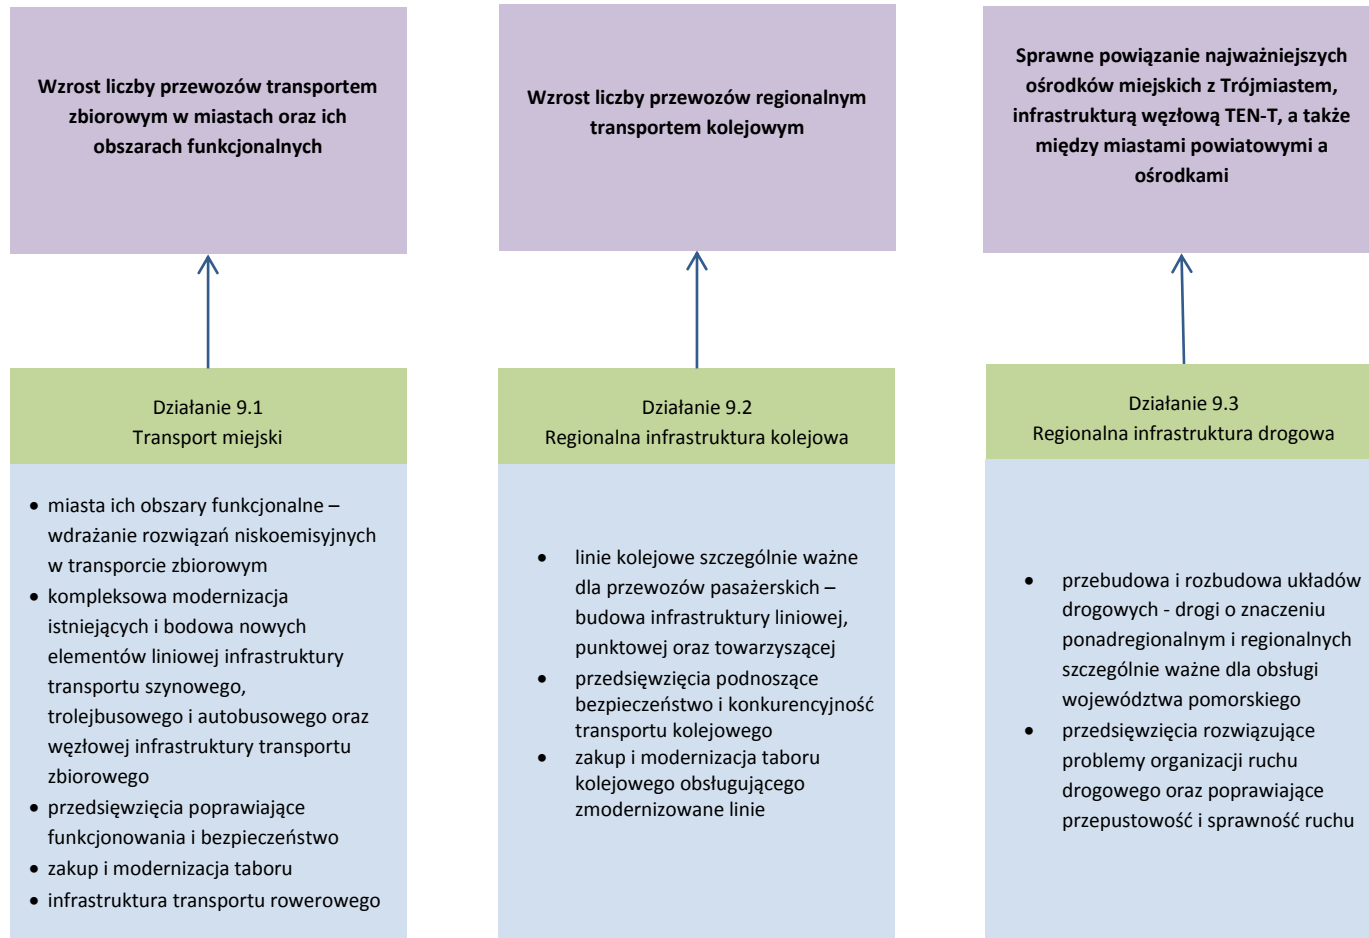 Wzrost liczby przewozów transportem
zbiorowym w miastach oraz ich
obszarach funkcjonalnych
Wzrost liczby przewozów regionalnym
transportem kolejowym
Sprawne powiązanie najważniejszych
ośrodków miejskich z Trójmiastem,
infrastrukturą węzłową TEN-T, a także
między miastami powiatowymi a
ośrodkami
Działanie 9.1
Transport miejski
• miasta ich obszary funkcjonalne –
wdrażanie rozwiązań niskoemisyjnych
w transporcie zbiorowym
• kompleksowa modernizacja
istniejących i bodowa nowych
elementów liniowej infrastruktury
transportu szynowego,
trolejbusowego i autobusowego oraz
węzłowej infrastruktury transportu
zbiorowego
• przedsięwzięcia poprawiające
funkcjonowania i bezpieczeństwo
• zakup i modernizacja taboru
• infrastruktura transportu rowerowego
Działanie 9.2
Regionalna infrastruktura kolejowa
• linie kolejowe szczególnie ważne
dla przewozów pasażerskich –
budowa infrastruktury liniowej,
punktowej oraz towarzyszącej
• przedsięwzięcia podnoszące
bezpieczeństwo i konkurencyjność
transportu kolejowego
• zakup i modernizacja taboru
kolejowego obsługującego
zmodernizowane linie
Działanie 9.3
Regionalna infrastruktura drogowa
• przebudowa i rozbudowa układów
drogowych - drogi o znaczeniu
ponadregionalnym i regionalnych
szczególnie ważne dla obsługi
województwa pomorskiego
• przedsięwzięcia rozwiązujące
problemy organizacji ruchu
drogowego oraz poprawiające
przepustowość i sprawność ruchu